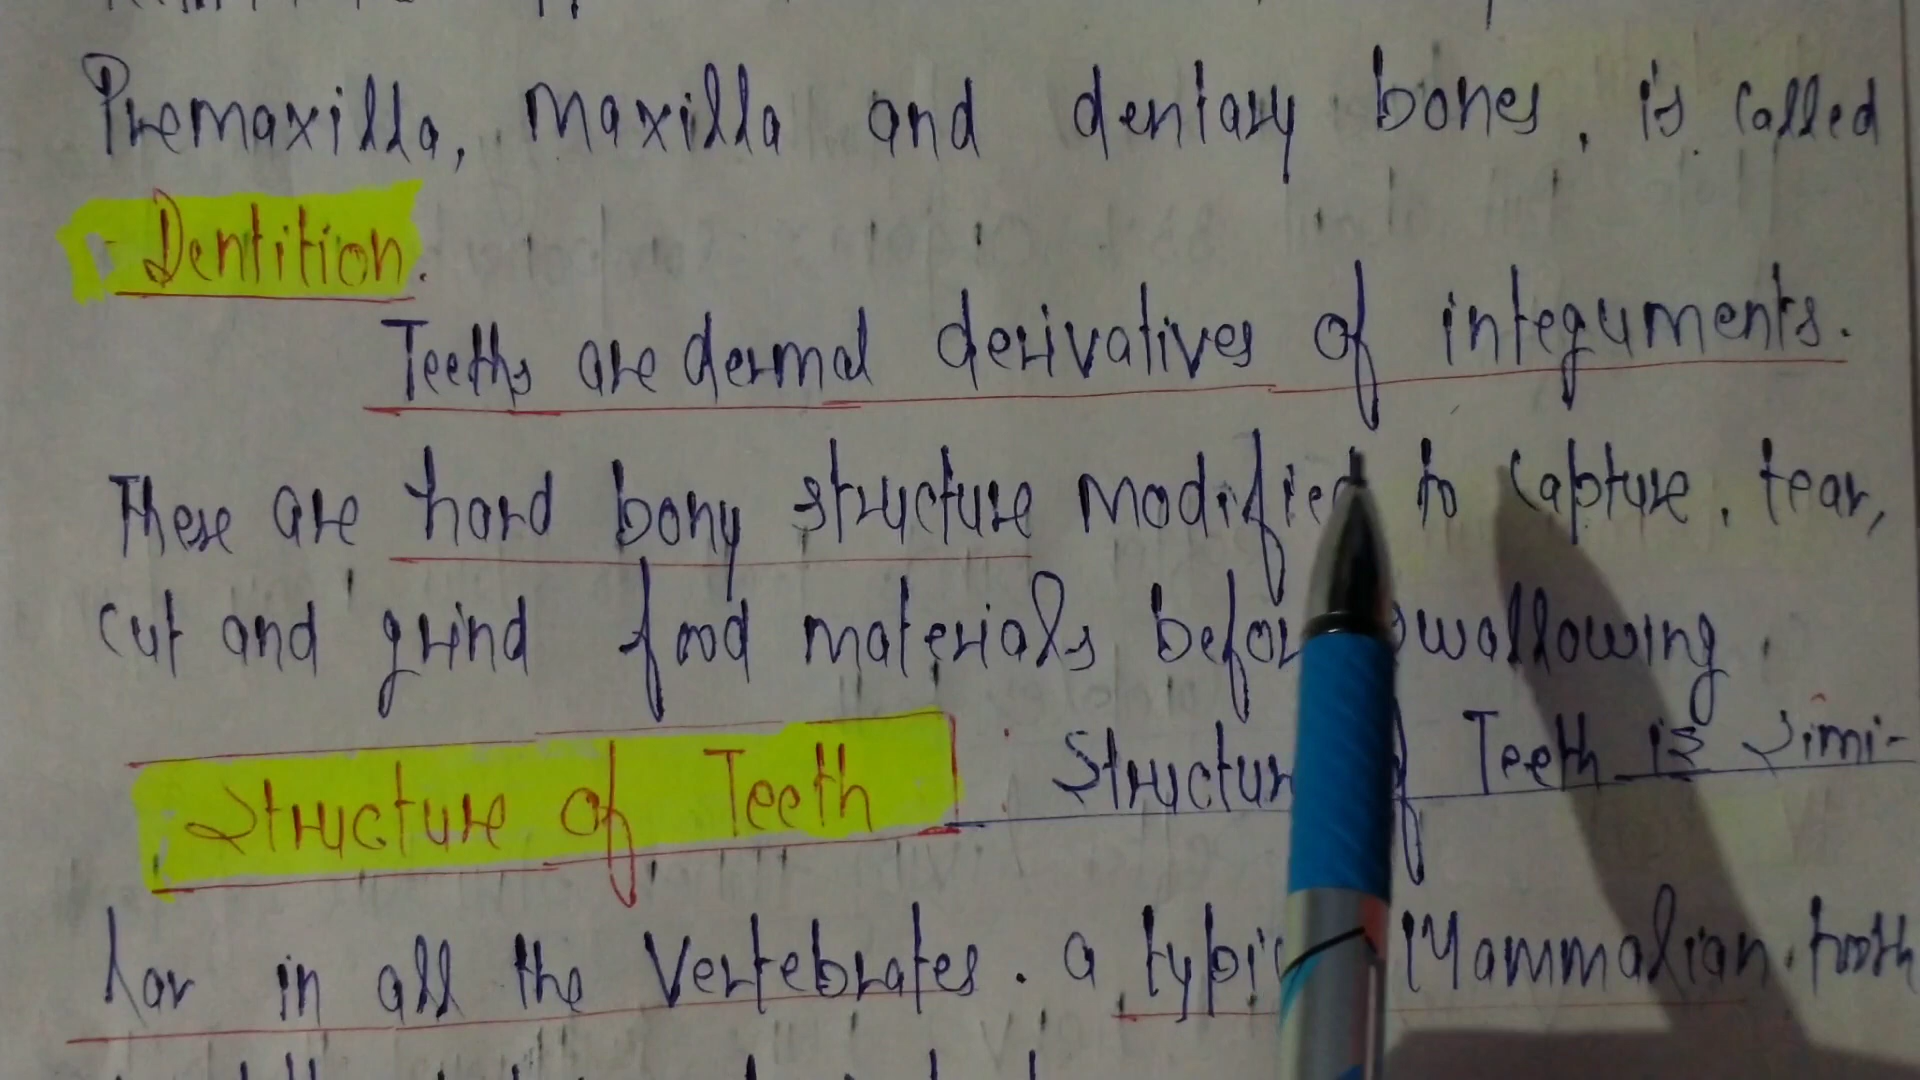 Premaxilla, Maxilla and dentary bones, is called
Dentition.
Teeths are dermal derivatives of integuments.
These are hard bony structure modified to capture, tear,
cut and grind food materials before swallowing.
Structure of Teeth : Structure of Teeth is simi-
lar in all the Vertebrates. a Mammalian tooth